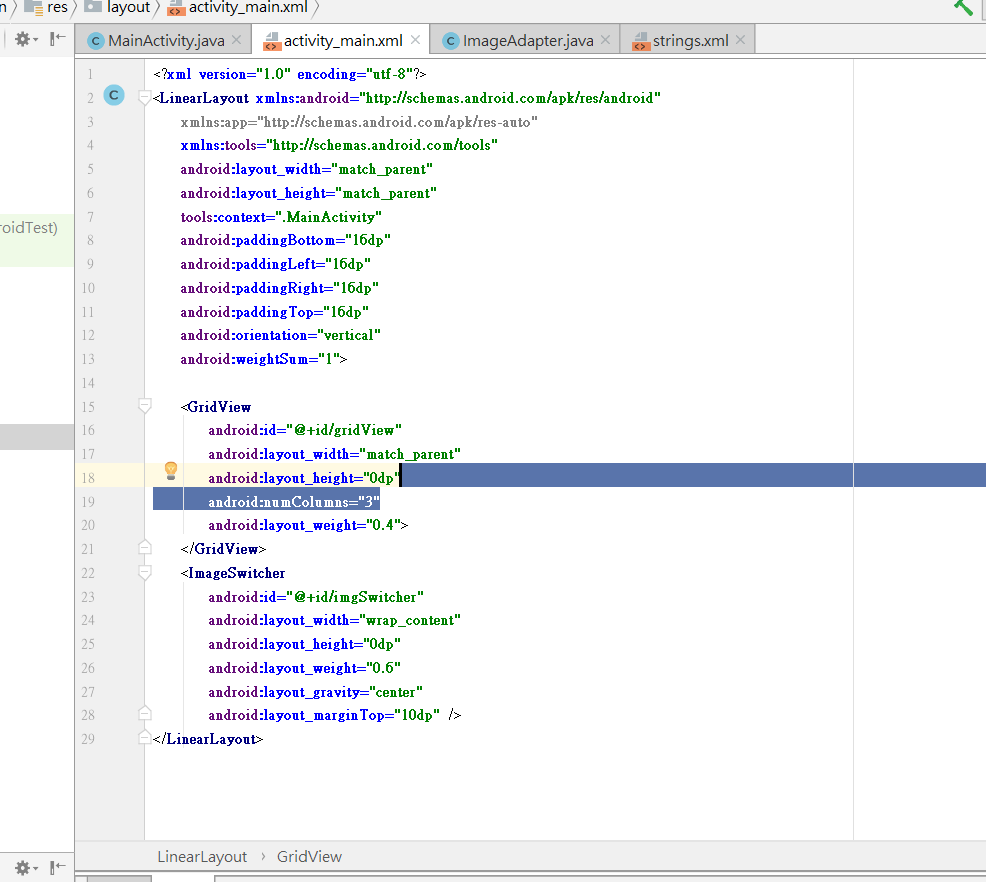 n res layout activity_main.xml
MainActivity.java activity_main.xml ImageAdapter.java strings.xml
1 <?xml version="1.0" encoding="utf-8"?>
2 C <LinearLayout xmlns:android="http://schemas.android.com/apk/res/android"
3 xmlns:app="http://schemas.android.com/apk/res-auto"
4 xmlns:tools="http://schemas.android.com/tools"
5 android:layout_width="match_parent"
6 android:layout_height="match_parent"
7 tools:context=".MainActivity"
roidTest)
8 android:paddingBottom="16dp"
9 android:paddingLeft="16dp"
10 android:paddingRight="16dp"
11 android:paddingTop="16dp"
12 android:orientation="vertical"
13 android:weightSum="1">
14
15 <GridView
16 android:id="@+id/gridView"
17 android:layout_width="match_parent"
18 android:layout_height="0dp"
19 android:numColumns="3"
20 android:layout_weight="0.4">
21 </GridView>
22 <ImageSwitcher
23 android:id="@+id/imgSwitcher"
24 android:layout_width="wrap_content"
25 android:layout_height="0dp"
26 android:layout_weight="0.6"
27 android:layout_gravity="center"
28 android:layout_marginTop="10dp" />
29 </LinearLayout>
LinearLayout › GridView